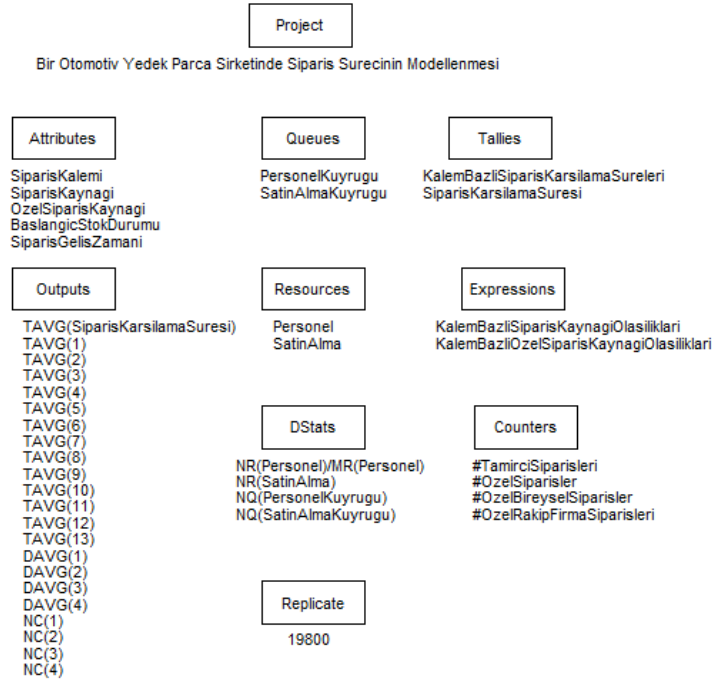 Project
Bir Otomotiv Yedek Parca Sirketinde Siparis Surecinin Modellenmesi
Attributes
SiparisKalemi
SiparisKaynagi
OzelSiparisKaynagi
BaslangicStokDurumu
SiparisGelisZamani
Queues
PersonelKuyrugu
SatinAlmaKuyrugu
Tallies
KalemBazliSiparisKarsilamaSureleri
SiparisKarsilamaSuresi
Outputs
TAVG(SiparisKarsilamaSuresi)
TAVG(1)
TAVG(2)
TAVG(3)
TAVG(4)
TAVG(5)
TAVG(6)
TAVG(7)
TAVG(8)
TAVG(9)
TAVG(10)
TAVG(11)
TAVG(12)
TAVG(13)
DAVG(1)
DAVG(2)
DAVG(3)
DAVG(4)
NC(1)
NC(2)
NC(3)
NC(4)
Resources
Personel
SatinAlma
Expressions
KalemBazliSiparisKaynagiOlasiliklari
KalemBazliOzelSiparisKaynagiOlasiliklari
DStats
NR(Personel)/MR(Personel)
NR(SatinAlma)
NQ(PersonelKuyrugu)
NQ(SatinAlmaKuyrugu)
Counters
#TamirciSiparisleri
#OzelSiparisler
#OzelBireyselSiparisler
#OzelRakipFirmaSiparisleri
Replicate
19800